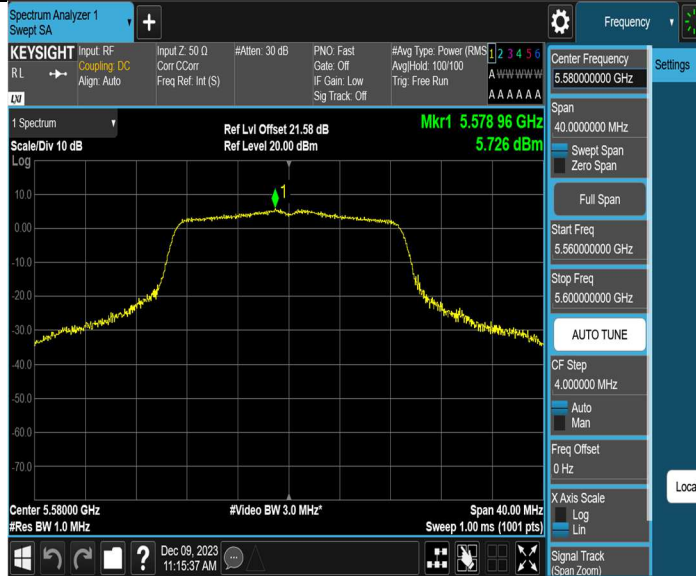 Spectrum Analyzer 1
Swept SA
+
Frequency
KEYSIGHT
RL
LXI
Input: RF
Coupling: DC
Align: Auto
Input Z: 50 Ω
Corr CCorr
Freq Ref: Int (S)
#Atten: 30 dB
PNO: Fast
Gate: Off
IF Gain: Low
Sig Track: Off
#Avg Type: Power (RMS
Avg|Hold: 100/100
Trig: Free Run
1 2 3 4 5 6
A W W W W W
A A A A A A
1 Spectrum
Scale/Div 10 dB
Log
Ref Lvl Offset 21.58 dB
Ref Level 20.00 dBm
Mkr1 5.578 96 GHz
5.726 dBm
1
10.0
0.00
-10.0
-20.0
-30.0
-40.0
-50.0
-60.0
-70.0
Center 5.58000 GHz
#Res BW 1.0 MHz
#Video BW 3.0 MHz*
Span 40.00 MHz
Sweep 1.00 ms (1001 pts)
?
Dec 09, 2023
11:15:37 AM
Center Frequency
5.580000000 GHz
Settings
Span
40.0000000 MHz
Swept Span
Zero Span
Full Span
Start Freq
5.560000000 GHz
Stop Freq
5.600000000 GHz
AUTO TUNE
CF Step
4.000000 MHz
Auto
Man
Freq Offset
0 Hz
Loca
X Axis Scale
Log
Lin
Signal Track
(Span Zoom)